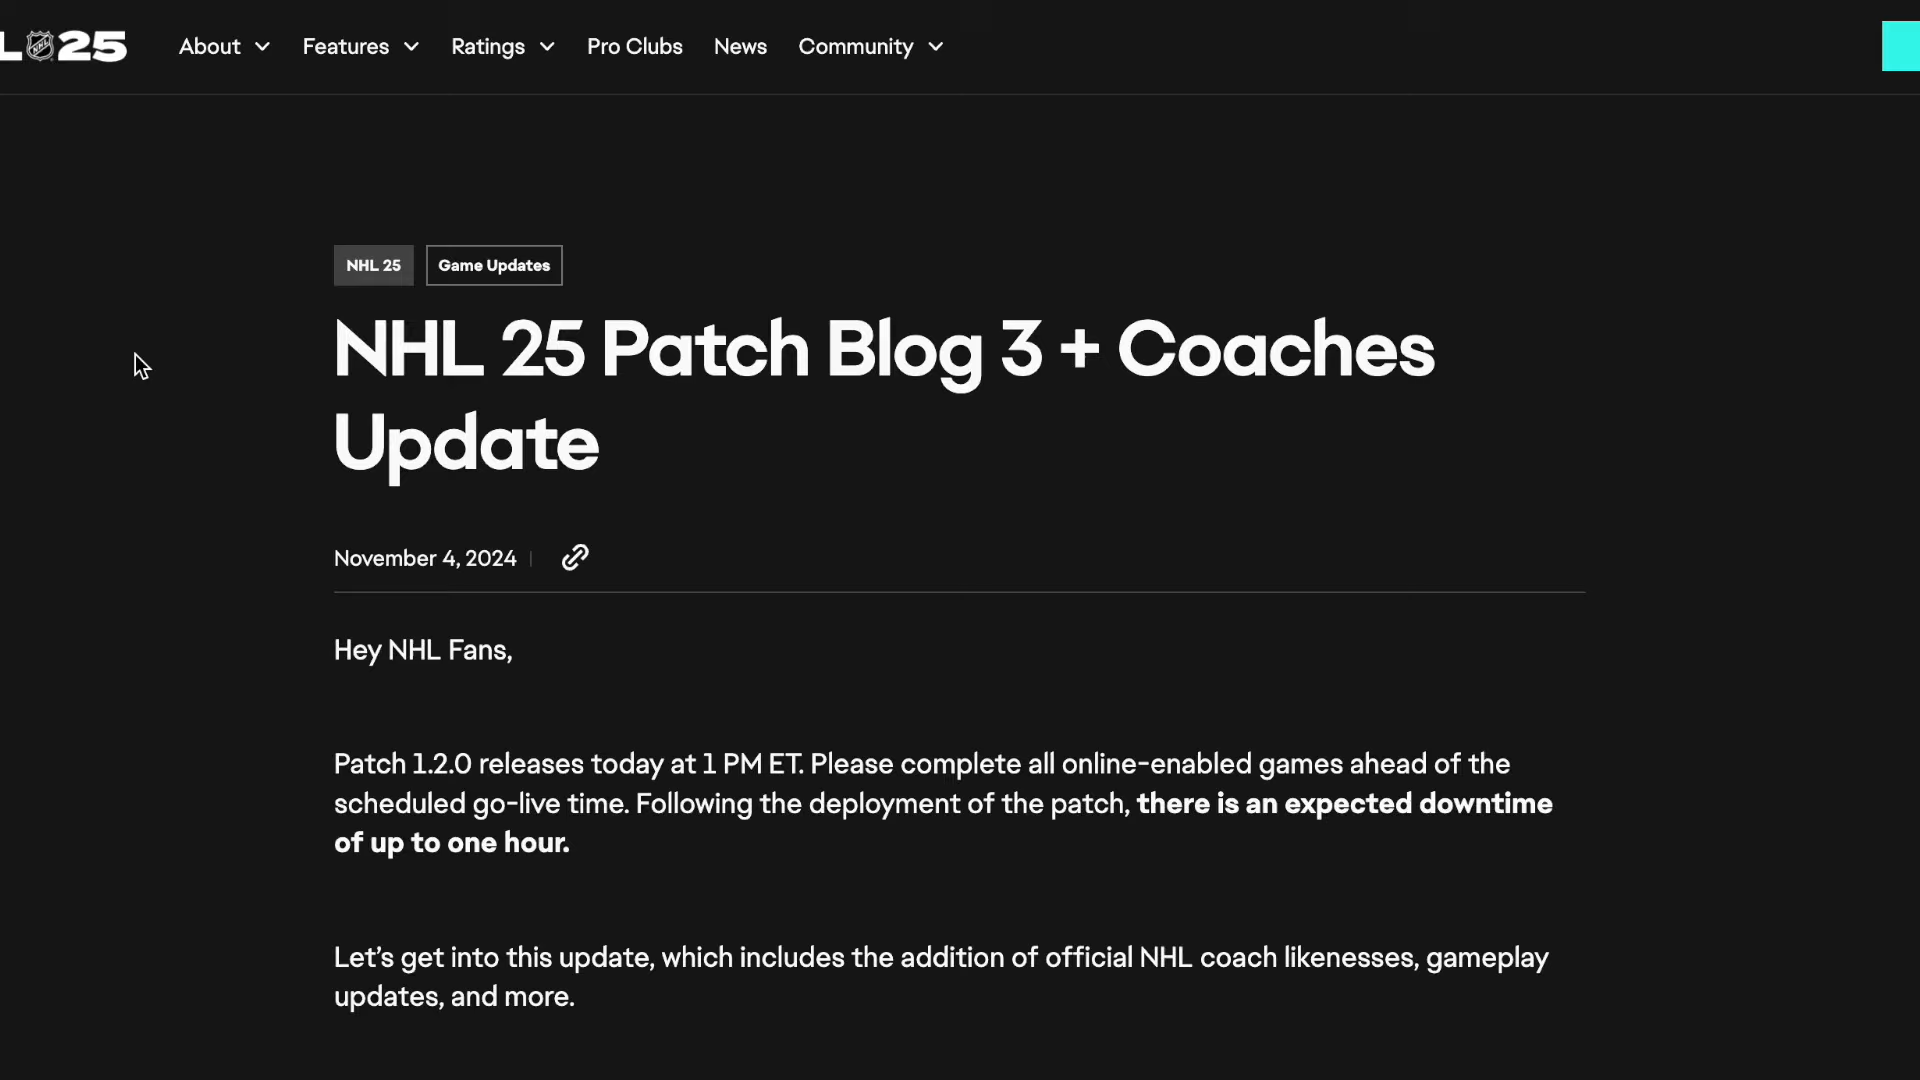 L NHL 25 About Features Ratings Pro Clubs News Community
NHL 25 Game Updates
NHL 25 Patch Blog 3 + Coaches
Update
November 4, 2024
Hey NHL Fans,
Patch 1.2.0 releases today at 1 PM ET. Please complete all online-enabled games ahead of the
scheduled go-live time. Following the deployment of the patch, there is an expected downtime
of up to one hour.
Let’s get into this update, which includes the addition of official NHL coach likenesses, gameplay
updates, and more.